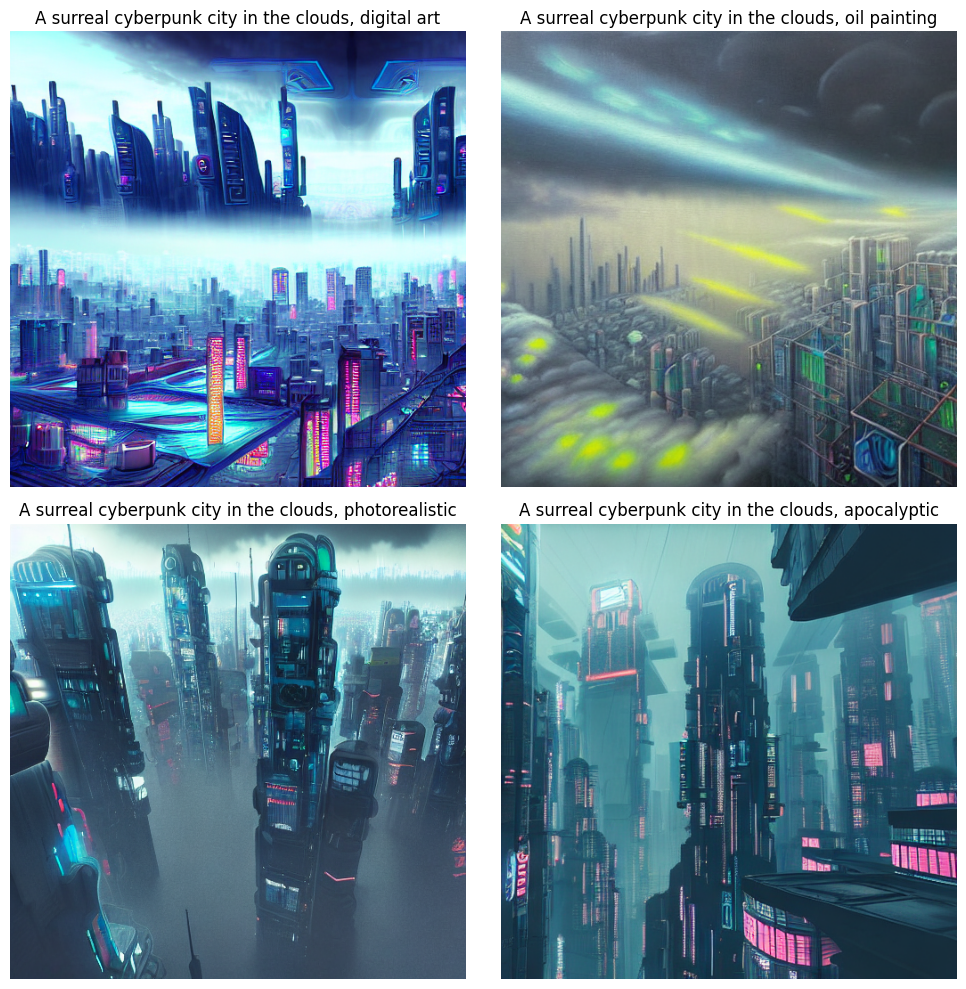 A surreal cyberpunk city in the clouds, digital art
A surreal cyberpunk city in the clouds, oil painting
A surreal cyberpunk city in the clouds, photorealistic
A surreal cyberpunk city in the clouds, apocalyptic